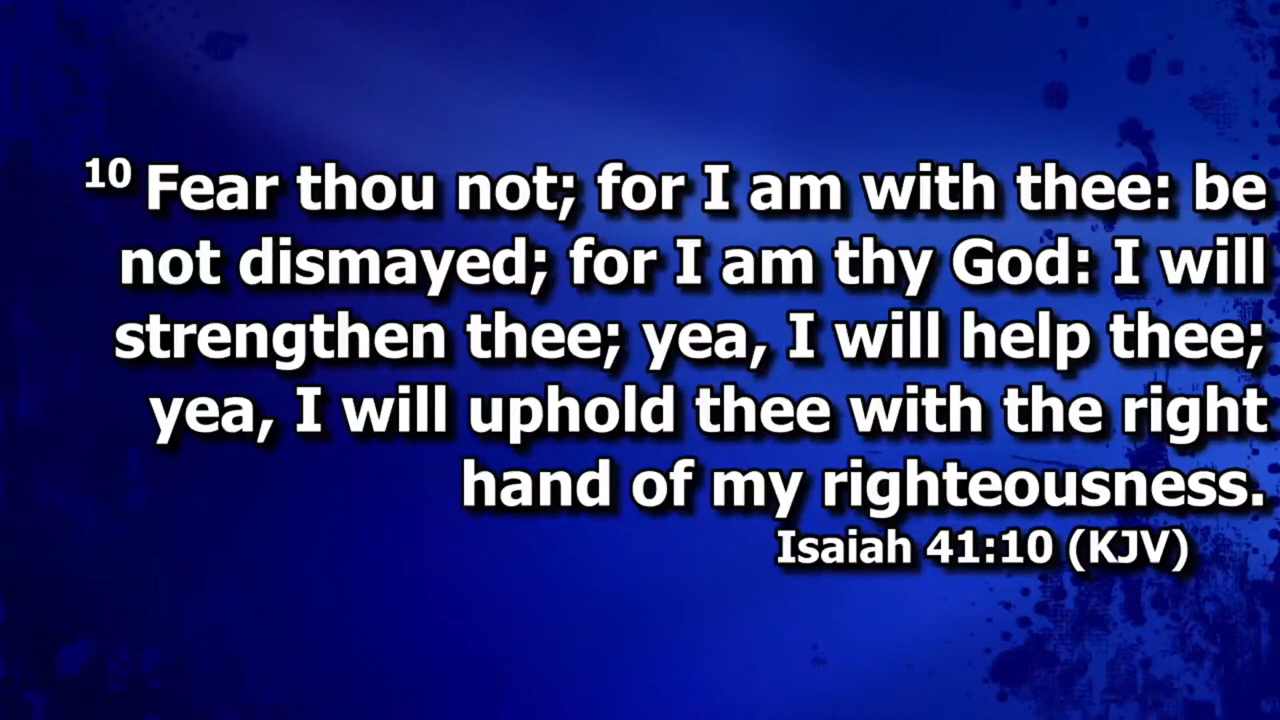 10 Fear thou not; for I am with thee: be
not dismayed; for I am thy God: I will
strengthen thee; yea, I will help thee;
yea, I will uphold thee with the right
hand of my righteousness.
Isaiah 41:10 (KJV)